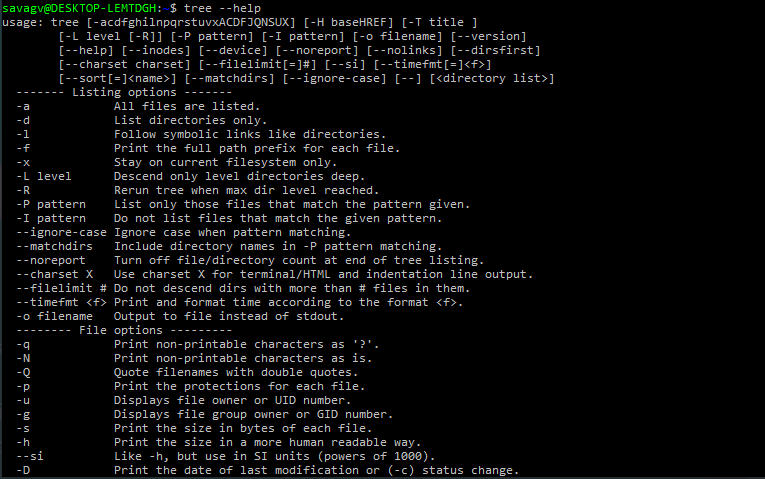 savagv@DESKTOP-LEMTDGH:~$ tree --help
usage: tree [-acdfghilnpqrstuvxACDFJQNSUX] [-H baseHREF] [-T title ]
        [-L level [-R]] [-P pattern] [-I pattern] [-o filename] [--version]
        [--help] [--inodes] [--device] [--noreport] [--nolinks] [--dirsfirst]
        [--charset charset] [--filelimit[=]#] [--si] [--timefmt[=]<f>]
        [--sort[=]<name>] [--matchdirs] [--ignore-case] [--] [<directory list>]
  ------- Listing options -------
  -a            All files are listed.
  -d            List directories only.
  -l            Follow symbolic links like directories.
  -f            Print the full path prefix for each file.
  -x            Stay on current filesystem only.
  -L level      Descend only level directories deep.
  -R            Rerun tree when max dir level reached.
  -P pattern    List only those files that match the pattern given.
  -I pattern    Do not list files that match the given pattern.
  --ignore-case Ignore case when pattern matching.
  --matchdirs   Include directory names in -P pattern matching.
  --noreport    Turn off file/directory count at end of tree listing.
  --charset X   Use charset X for terminal/HTML and indentation line output.
  --filelimit # Do not descend dirs with more than # files in them.
  --timefmt <f> Print and format time according to the format <f>.
  -o filename   Output to file instead of stdout.
  -------- File options ---------
  -q            Print non-printable characters as '?'.
  -N            Print non-printable characters as is.
  -Q            Quote filenames with double quotes.
  -p            Print the protections for each file.
  -u            Displays file owner or UID number.
  -g            Displays file group owner or GID number.
  -s            Print the size in bytes of each file.
  -h            Print the size in a more human readable way.
  --si          Like -h, but use in SI units (powers of 1000).
  -D            Print the date of last modification or (-c) status change.